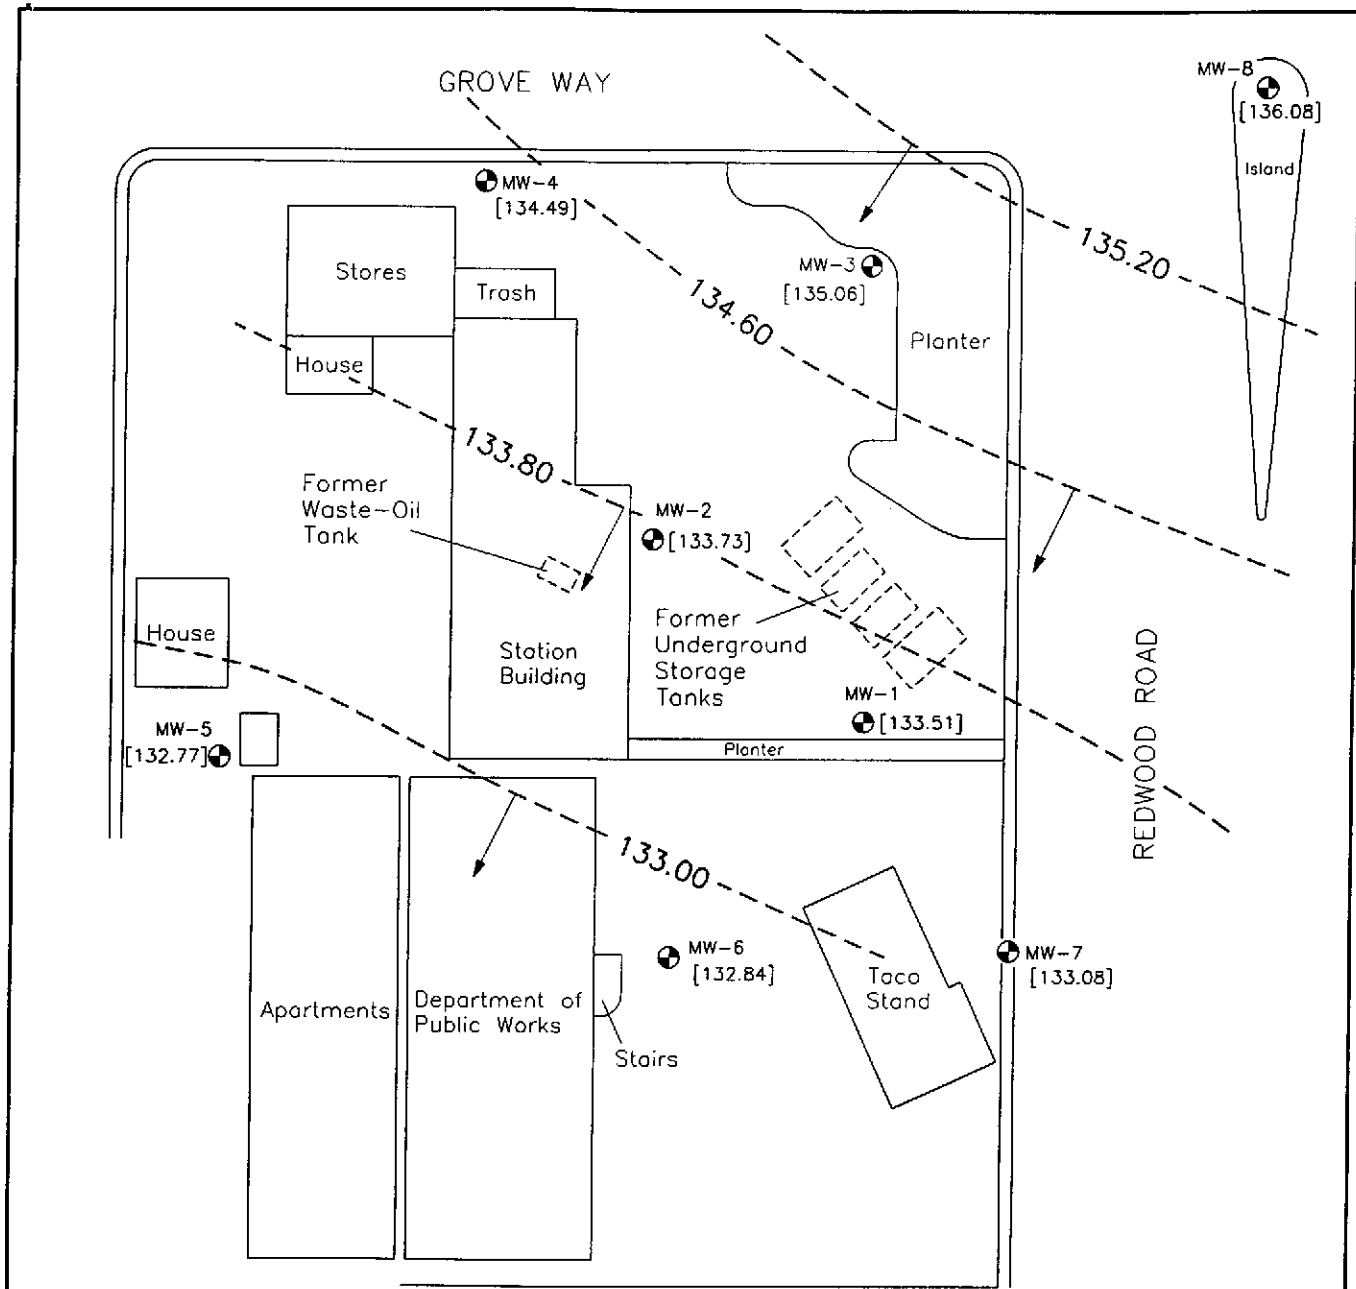 GROVE WAY
MW-8
[136.08]
Island
MW-4
[134.49]
135.20
Stores
Trash
MW-3
[135.06]
134.60
Planter
House
133.80
Former
Waste-Oil
Tank
MW-2
[133.73]
House
Station
Building
Former
Underground
Storage
Tanks
MW-1
[133.51]
REDWOOD ROAD
MW-5
[132.77]
Planter
133.00
MW-6
[132.84]
MW-7
[133.08]
Taco
Stand
Apartments
Department of
Public Works
Stairs